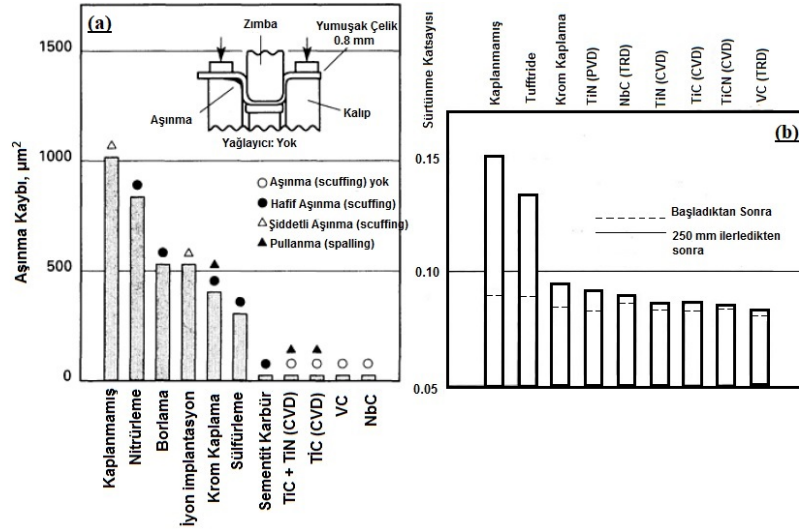 (a)
1500
1000
500
0
Aşınma Kaybı, µm²
Zımba
Yumuşak Çelik
0.8 mm
Aşınma
Kalıp
Yağlayıcı: Yok
Aşınma (scuffing) yok
Hafif Aşınma (scuffing)
Şiddetli Aşınma (scuffing)
Pullanma (spalling)
Kaplanmamış
Nitrürleme
Borlama
İyon implantasyon
Krom Kaplama
Sülfürleme
Sementit Karbür
TiC + TiN (CVD)
TİC (CVD)
VC
NbC
(b)
Sürtünme Katsayısı
Kaplanmamış
Tufftride
Krom Kaplama
TiN (PVD)
NbC (TRD)
TiN (CVD)
TiC (CVD)
TiCN (CVD)
VC (TRD)
0.15
0.10
0.05
Başladıktan Sonra
250 mm ilerledikten
sonra